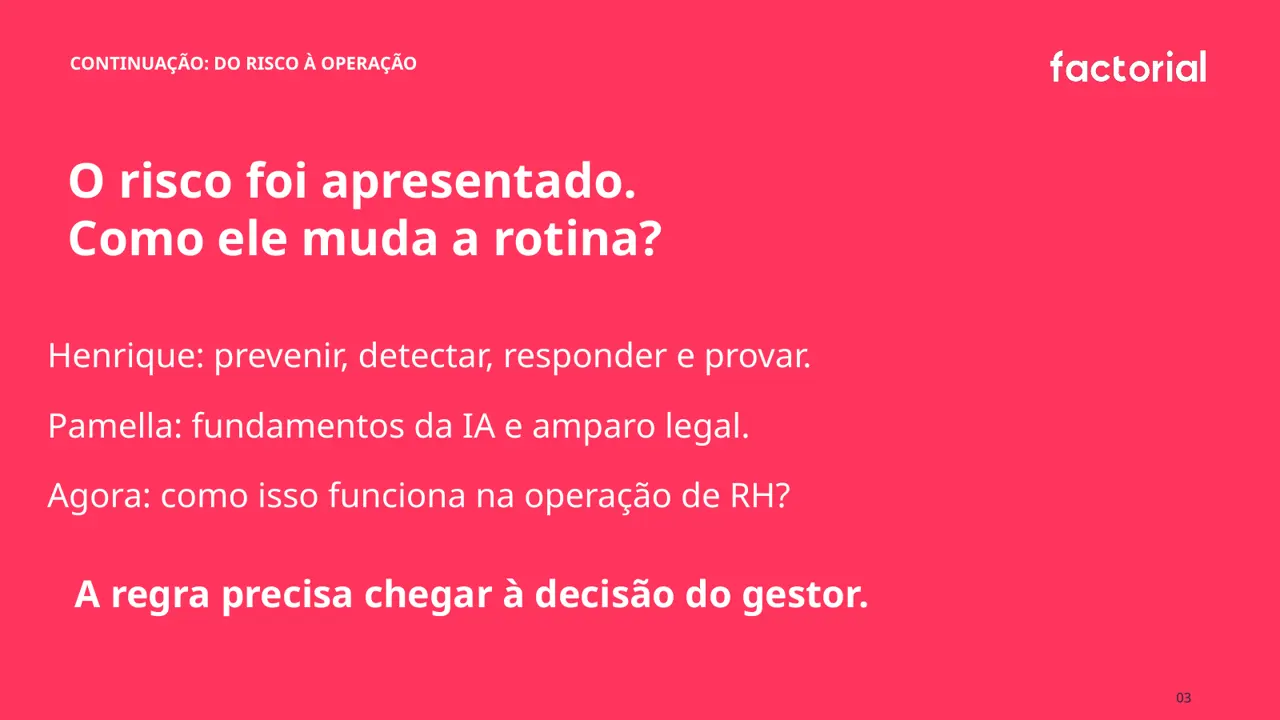 CONTINUAÇÃO: DO RISCO À OPERAÇÃO
factorial
O risco foi apresentado.
Como ele muda a rotina?
Henrique: prevenir, detectar, responder e provar.
Pamella: fundamentos da IA e amparo legal.
Agora: como isso funciona na operação de RH?
A regra precisa chegar à decisão do gestor.
03